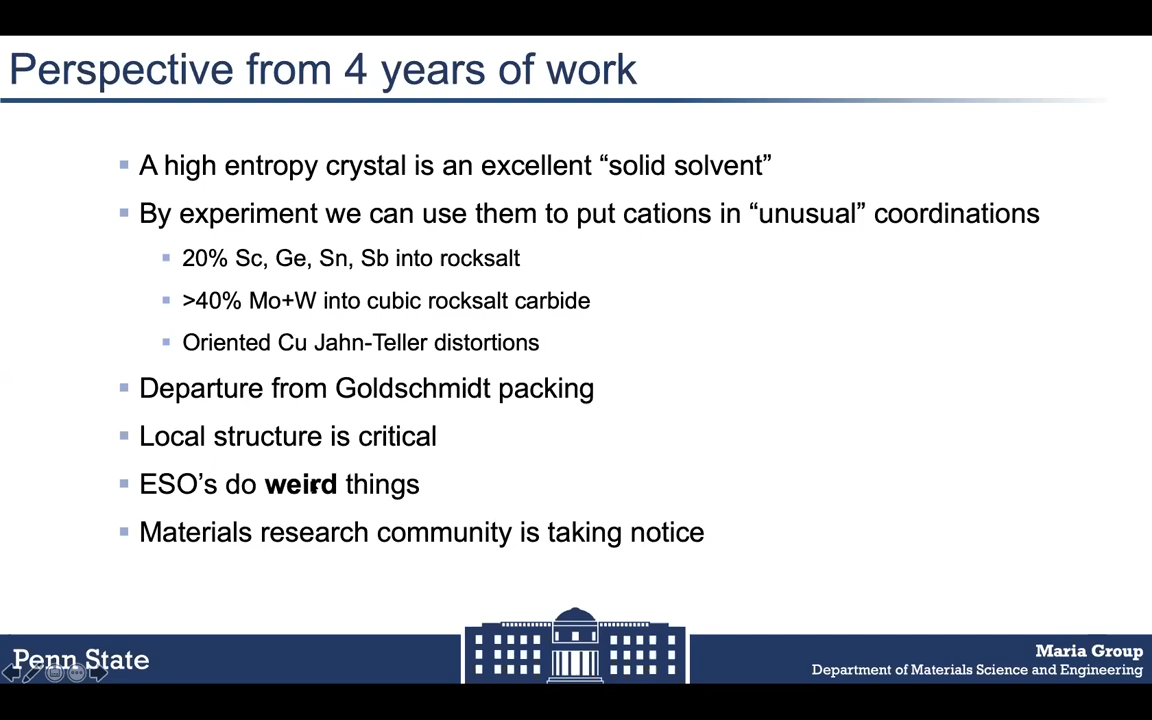 Perspective from 4 years of work
A high entropy crystal is an excellent “solid solvent”
By experiment we can use them to put cations in “unusual” coordinations
20% Sc, Ge, Sn, Sb into rocksalt
>40% Mo+W into cubic rocksalt carbide
Oriented Cu Jahn-Teller distortions
Departure from Goldschmidt packing
Local structure is critical
ESO’s do weird things
Materials research community is taking notice
Penn State
Maria Group
Department of Materials Science and Engineering